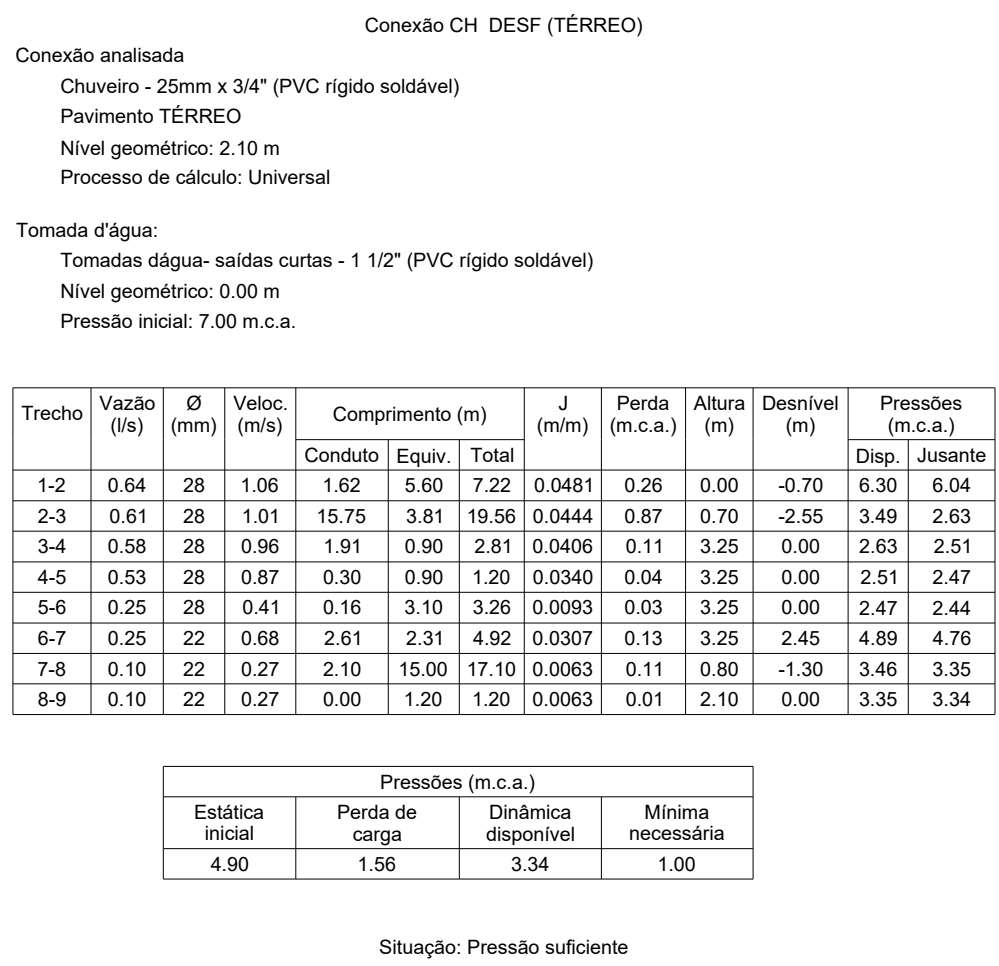 Conexão CH  DESF (TÉRREO)
Conexão analisada
Chuveiro - 25mm x 3/4" (PVC rígido soldável)
Pavimento TÉRREO
Nível geométrico: 2.10 m
Processo de cálculo: Universal
Tomada d'água:
Tomadas dágua- saídas curtas - 1 1/2" (PVC rígido soldável)
Nível geométrico: 0.00 m
Pressão inicial: 7.00 m.c.a.
Trecho Vazão (l/s) Ø (mm) Veloc. (m/s) Comprimento (m) J (m/m) Perda (m.c.a.) Altura (m) Desnível (m) Pressões (m.c.a.)
Conduto Equiv. Total Disp. Jusante
1-2 0.64 28 1.06 1.62 5.60 7.22 0.0481 0.26 0.00 -0.70 6.30 6.04
2-3 0.61 28 1.01 15.75 3.81 19.56 0.0444 0.87 0.70 -2.55 3.49 2.63
3-4 0.58 28 0.96 1.91 0.90 2.81 0.0406 0.11 3.25 0.00 2.63 2.51
4-5 0.53 28 0.87 0.30 0.90 1.20 0.0340 0.04 3.25 0.00 2.51 2.47
5-6 0.25 28 0.41 0.16 3.10 3.26 0.0093 0.03 3.25 0.00 2.47 2.44
6-7 0.25 22 0.68 2.61 2.31 4.92 0.0307 0.13 3.25 2.45 4.89 4.76
7-8 0.10 22 0.27 2.10 15.00 17.10 0.0063 0.11 0.80 -1.30 3.46 3.35
8-9 0.10 22 0.27 0.00 1.20 1.20 0.0063 0.01 2.10 0.00 3.35 3.34
Pressões (m.c.a.)
Estática inicial Perda de carga Dinâmica disponível Mínima necessária
4.90 1.56 3.34 1.00
Situação: Pressão suficiente